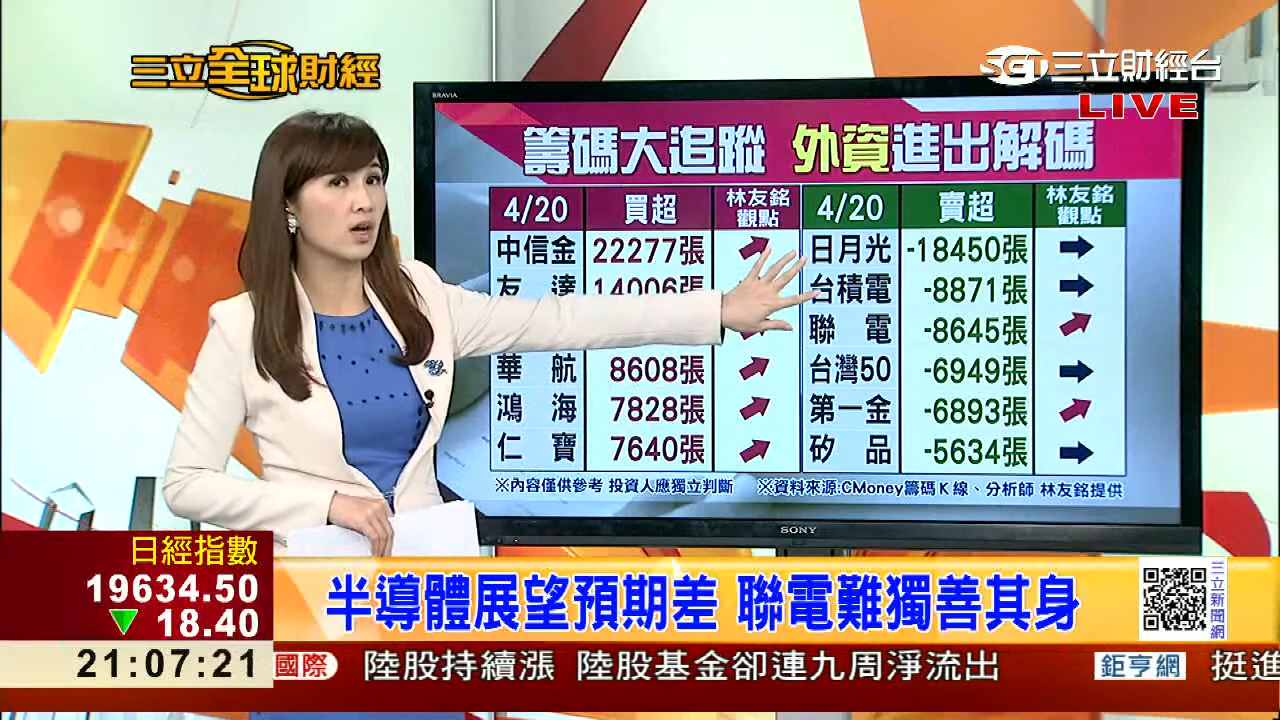 三立全球財經
三立財經台
LIVE
BRAVIA
籌碼大追蹤 外資進出解碼
4/20 買超 林友銘觀點 4/20 賣超 林友銘觀點
中信金 22277張 日月光 -18450張
友達 14006張 台積電 -8871張
聯電 -8645張
華航 8608張 台灣50 -6949張
鴻海 7828張 第一金 -6893張
仁寶 7640張 矽品 -5634張
※內容僅供參考 投資人應獨立判斷 ※資料來源:CMoney籌碼K線、分析師 林友銘提供
SONY
日經指數
19634.50
18.40
半導體展望預期差 聯電難獨善其身
三立新聞網
21:07:21
國際 陸股持續漲 陸股基金卻連九周淨流出 鉅亨網 挺進